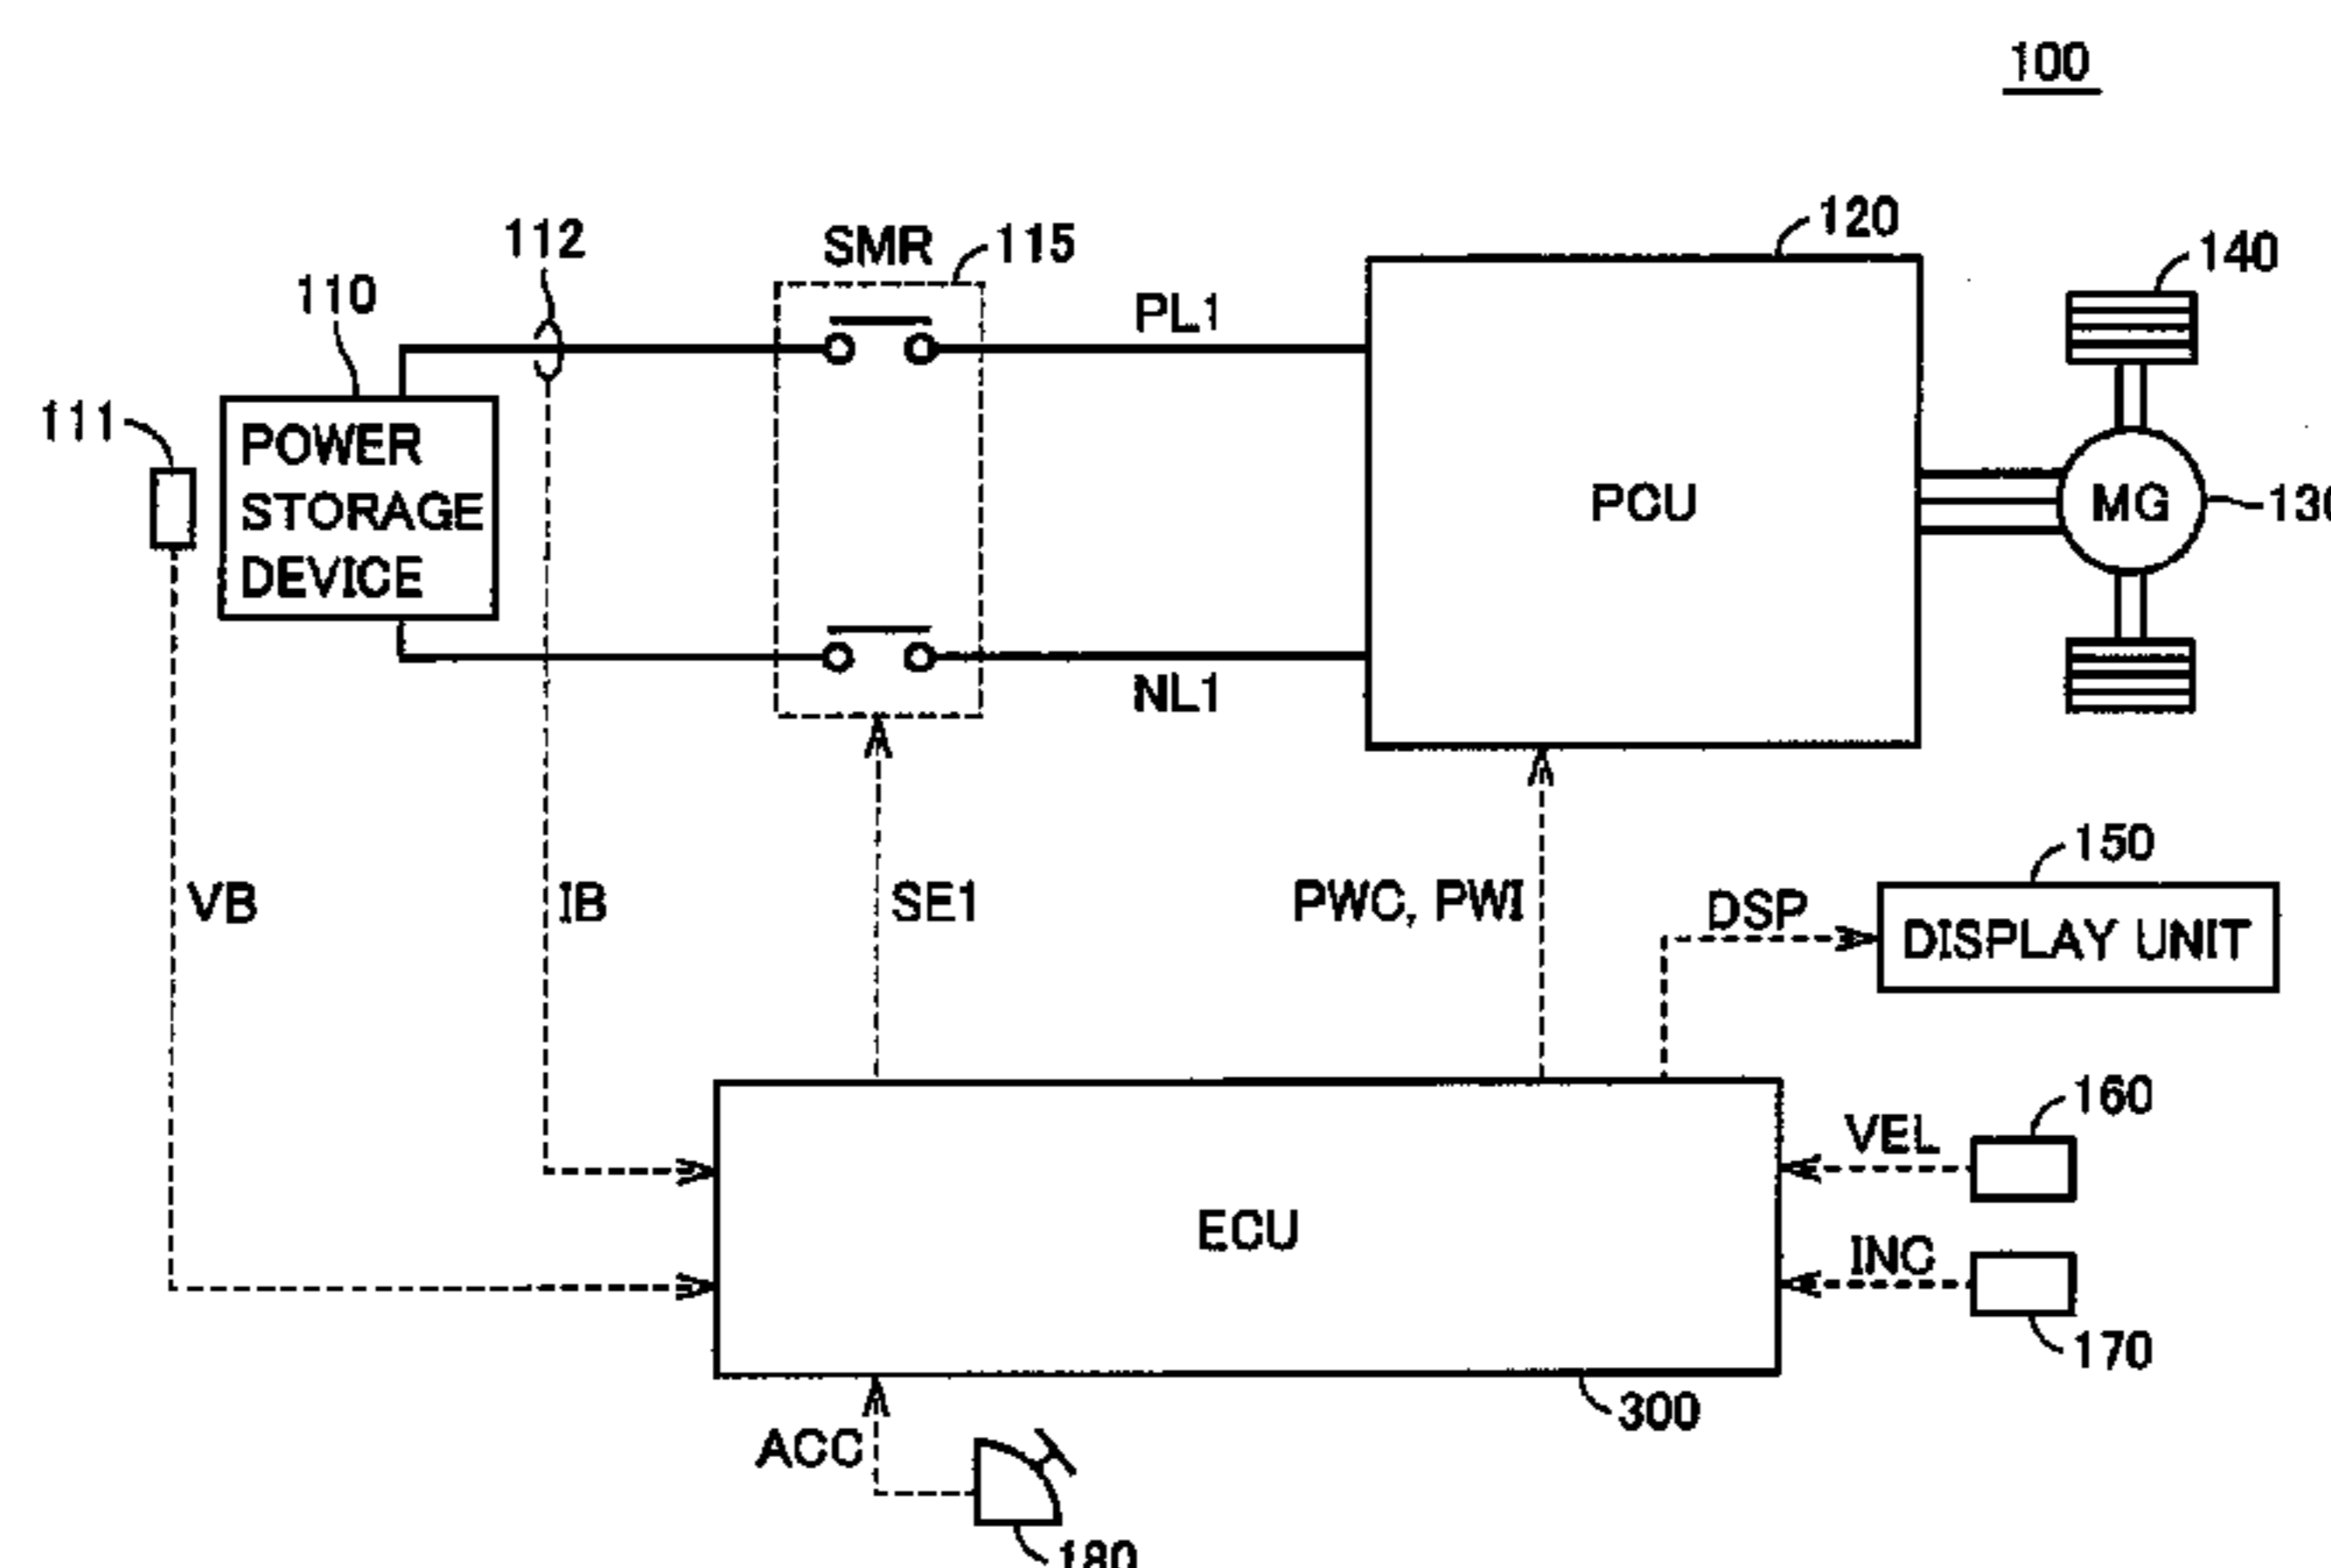 100
120
112
SMR
115
140
110
PL1
111
POWER
STORAGE
DEVICE
PCU
MG
NL1
150
VB
IB
SE1
PWC, PWI
DSP
DISPLAY UNIT
160
VEL
ECU
INC
170
300
ACC
180